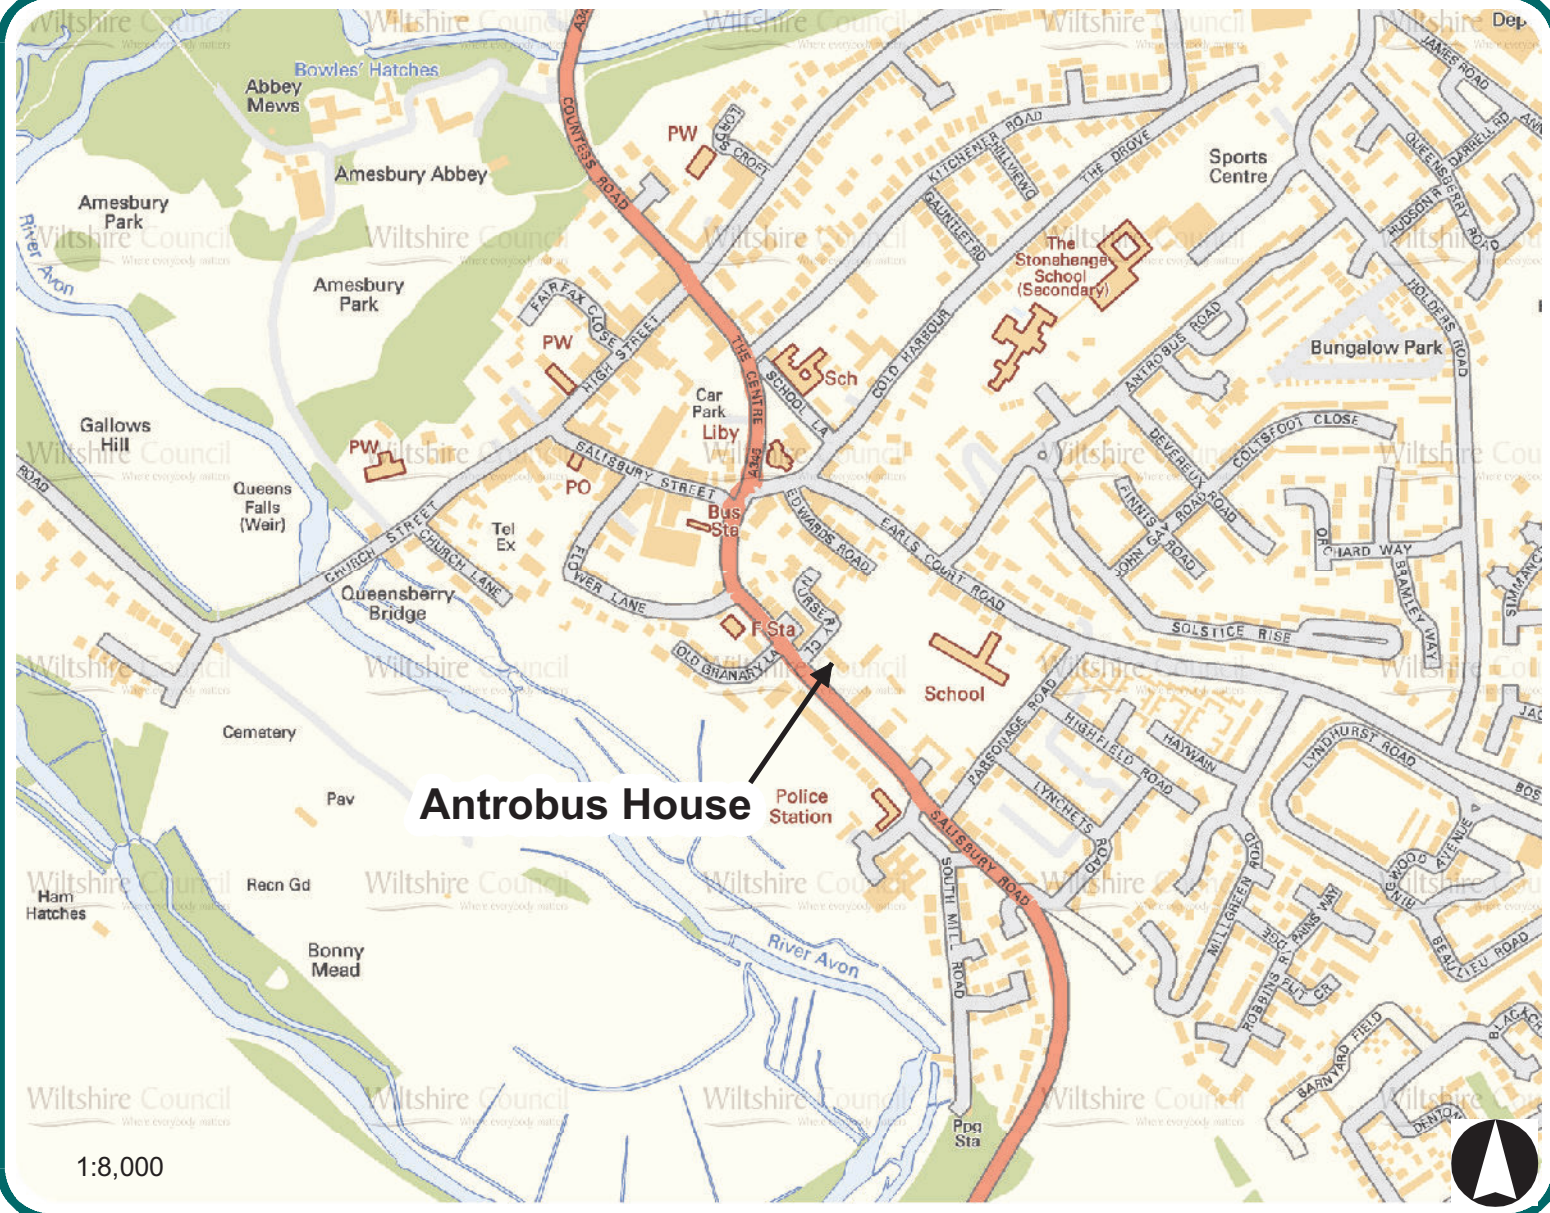 Wiltshire Council
Where everybody matters
Bowles' Hatches
Abbey
Mews
Amesbury Abbey
Amesbury
Park
River Avon
Amesbury
Park
Gallows
Hill
Queens
Falls
(Weir)
ROAD
CHURCH STREET
CHURCH LANE
Queensberry
Bridge
Tel
Ex
Cemetery
Pav
Recn Gd
Ham
Hatches
Bonny
Mead
1:8,000
COUNTESS ROAD
PW
LORDS CROFT
FAIRFAX CLOSE
HIGH STREET
PW
PW
PO
SALISBURY STREET
FLOWER LANE
THE CENTRE
A345
Car
Park
Liby
Bus
Sta
SCHOOL LA
Sch
COLD HARBOUR
KITCHENER ROAD
HILLVIEW
GAUNTLET RD
THE DROVE
The
Stonehenge
School
(Secondary)
Sports
Centre
Dep
JAMES ROAD
QUEENSBERRY ROAD
DARRELL RD
HUDSON R
HOLDERS ROAD
Bungalow Park
ANTROBUS ROAD
DEVEREUX ROAD
COLTSFOOT CLOSE
FINNIS ROAD
JOHN GAY ROAD
ORCHARD WAY
BRAMLEY WAY
SOLSTICE RISE
EDWARDS ROAD
EARLS COURT ROAD
NURSERY CL
F Sta
OLD GRANARY LA
School
Antrobus House
Police
Station
PARSONAGE ROAD
HIGHFIELD ROAD
HAYWAIN
LYNCHETS ROAD
LYNDHURST ROAD
AVENUE
BEAULIEU ROAD
MILLGREEN ROAD
PAINS WAY
SALISBURY ROAD
SOUTH MILL ROAD
River Avon
BARNYARD FIELD
Ppg
Sta